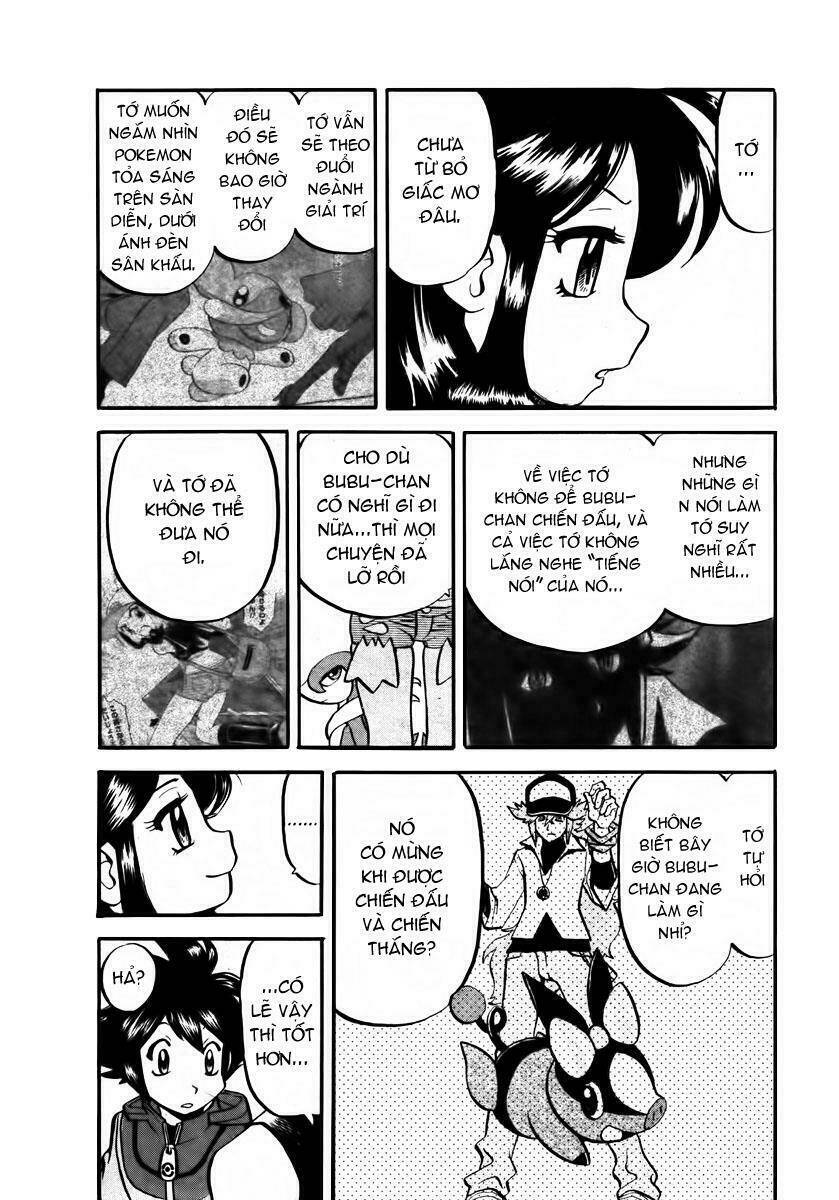 TỚ
...
CHƯA
TỪ BỎ
GIẤC MƠ
ĐÂU.
TỚ VẪN
SẼ THEO
ĐUỔI
NGÀNH
GIẢI TRÍ
ĐIỀU
ĐÓ SẼ
KHÔNG
BAO GIỜ
THAY
ĐỔI
TỚ MUỐN
NGẮM NHÌN
POKEMON
TỎA SÁNG
TRÊN SÀN
DIỄN, DƯỚI
ÁNH ĐÈN
SÂN KHẤU.
NHƯNG
NHỮNG GÌ
N NÓI LÀM
TỚ SUY
NGHĨ RẤT
NHIỀU...
VỀ VIỆC TỚ
KHÔNG ĐỂ BUBU-
CHAN CHIẾN ĐẤU, VÀ
CẢ VIỆC TỚ KHÔNG
LẮNG NGHE "TIẾNG
NÓI" CỦA NÓ...
CHO DÙ
BUBU-CHAN
CÓ NGHĨ GÌ ĐI
NỮA...THÌ MỌI
CHUYỆN ĐÃ
LỠ RỒI
VÀ TỚ ĐÃ
KHÔNG THỂ
ĐƯA NÓ
ĐI.
TỚ
TỰ
HỎI
KHÔNG
BIẾT BÂY
GIỜ BUBU-
CHAN ĐANG
LÀM GÌ
NHỈ?
NÓ
CÓ MỪNG
KHI ĐƯỢC
CHIẾN ĐẤU
VÀ CHIẾN
THẮNG?
......
...CÓ
LẼ VẬY
THÌ TỐT
HƠN...
HẢ?